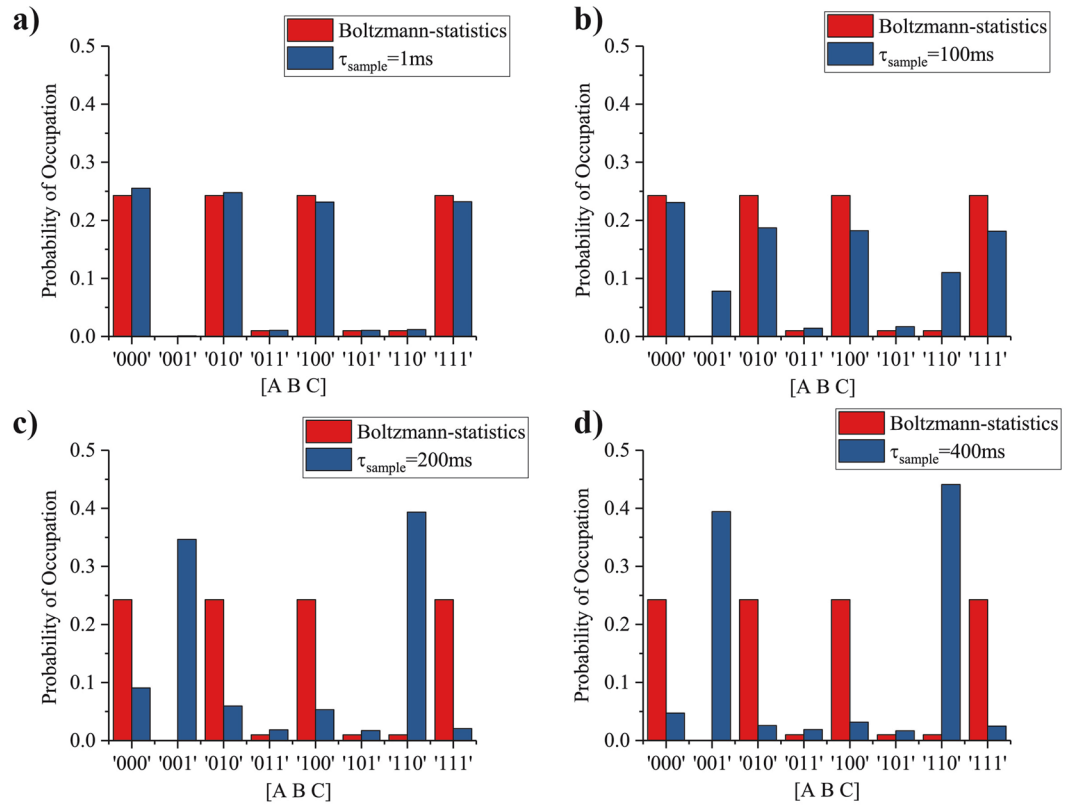 a)
Boltzmann-statistics
τsample=1ms
Probability of Occupation
0.5
0.4
0.3
0.2
0.1
0.0
'000' '001' '010' '011' '100' '101' '110' '111'
[A B C]
b)
Boltzmann-statistics
τsample=100ms
Probability of Occupation
0.5
0.4
0.3
0.2
0.1
0.0
'000' '001' '010' '011' '100' '101' '110' '111'
[A B C]
c)
Boltzmann-statistics
τsample=200ms
Probability of Occupation
0.5
0.4
0.3
0.2
0.1
0.0
'000' '001' '010' '011' '100' '101' '110' '111'
[A B C]
d)
Boltzmann-statistics
τsample=400ms
Probability of Occupation
0.5
0.4
0.3
0.2
0.1
0.0
'000' '001' '010' '011' '100' '101' '110' '111'
[A B C]